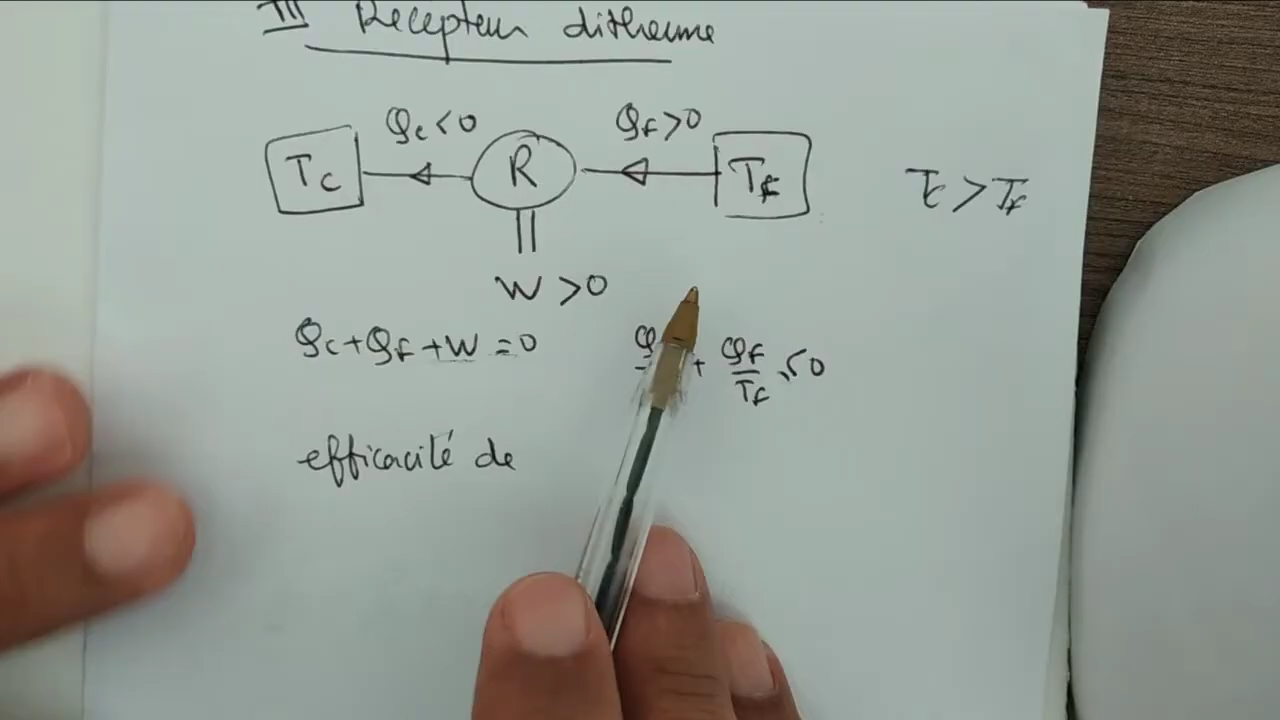 III Recepteur ditherme
Qc<0 Qf>0
Tc R Tf Tc > Tf
W >0
Qc+Qf+W=0 + Qf/Tf ≤0
efficacité de